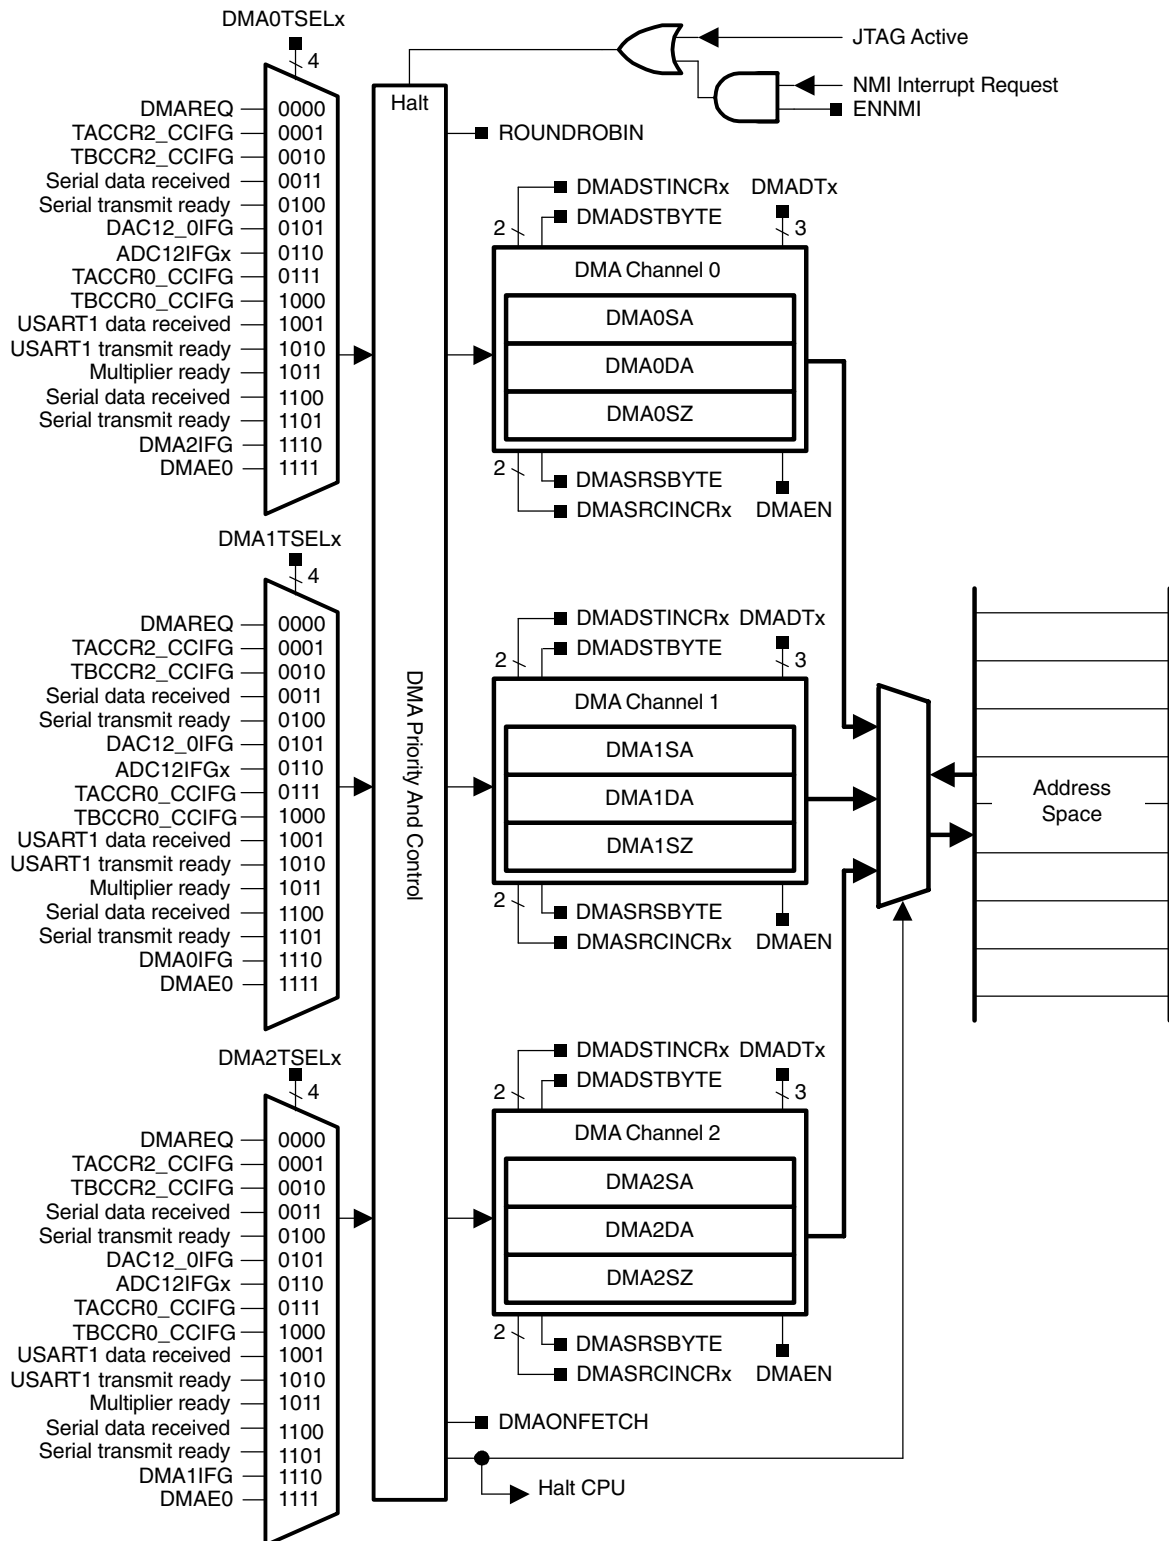 DMA0TSELx
4
JTAG Active
NMI Interrupt Request
ENNMI
Halt
ROUNDROBIN
DMAREQ 0000
TACCR2_CCIFG 0001
TBCCR2_CCIFG 0010
Serial data received 0011
Serial transmit ready 0100
DAC12_0IFG 0101
ADC12IFGx 0110
TACCR0_CCIFG 0111
TBCCR0_CCIFG 1000
USART1 data received 1001
USART1 transmit ready 1010
Multiplier ready 1011
Serial data received 1100
Serial transmit ready 1101
DMA2IFG 1110
DMAE0 1111
DMADSTINCRx DMADTx
2 DMADSTBYTE 3
DMA Channel 0
DMA0SA
DMA0DA
DMA0SZ
2 DMASRSBYTE
DMASRCINCRx DMAEN
DMA1TSELx
4
DMAREQ 0000
TACCR2_CCIFG 0001
TBCCR2_CCIFG 0010
Serial data received 0011
Serial transmit ready 0100
DAC12_0IFG 0101
ADC12IFGx 0110
TACCR0_CCIFG 0111
TBCCR0_CCIFG 1000
USART1 data received 1001
USART1 transmit ready 1010
Multiplier ready 1011
Serial data received 1100
Serial transmit ready 1101
DMA0IFG 1110
DMAE0 1111
DMA Priority And Control
DMADSTINCRx DMADTx
2 DMADSTBYTE 3
DMA Channel 1
DMA1SA
DMA1DA
DMA1SZ
2 DMASRSBYTE
DMASRCINCRx DMAEN
Address
Space
DMA2TSELx
4
DMAREQ 0000
TACCR2_CCIFG 0001
TBCCR2_CCIFG 0010
Serial data received 0011
Serial transmit ready 0100
DAC12_0IFG 0101
ADC12IFGx 0110
TACCR0_CCIFG 0111
TBCCR0_CCIFG 1000
USART1 data received 1001
USART1 transmit ready 1010
Multiplier ready 1011
Serial data received 1100
Serial transmit ready 1101
DMA1IFG 1110
DMAE0 1111
DMADSTINCRx DMADTx
2 DMADSTBYTE 3
DMA Channel 2
DMA2SA
DMA2DA
DMA2SZ
2 DMASRSBYTE
DMASRCINCRx DMAEN
DMAONFETCH
Halt CPU